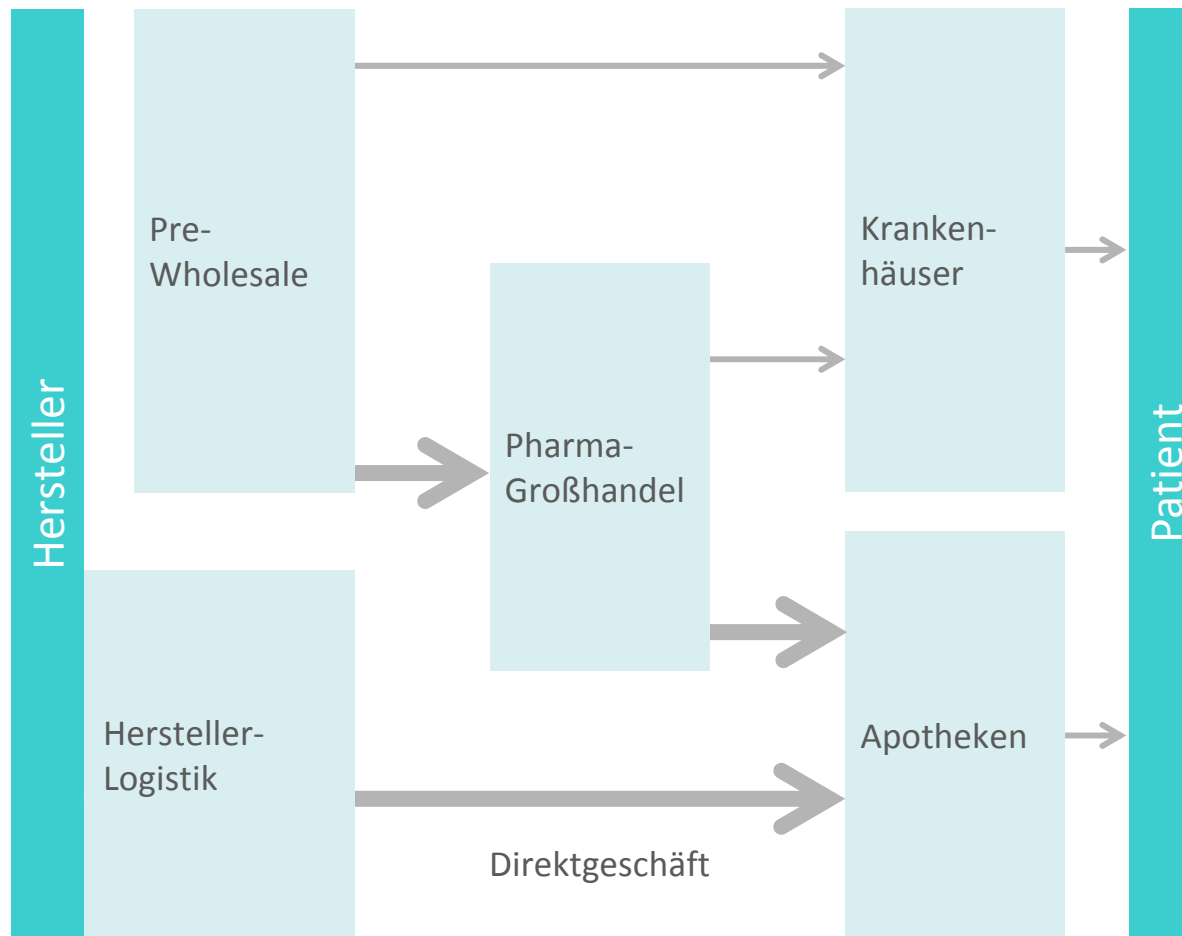 Hersteller
Pre-
Wholesale
Hersteller-
Logistik
Pharma-
Großhandel
Direktgeschäft
Kranken-
häuser
Apotheken
Patient